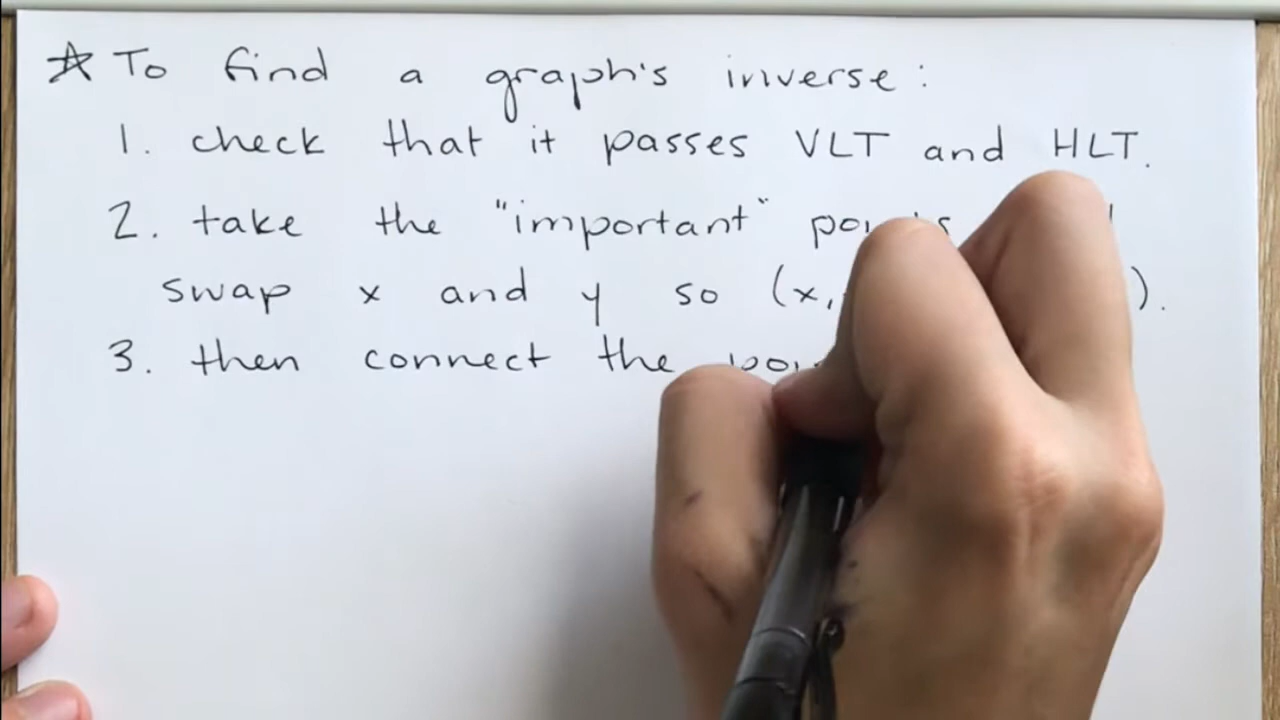 ☆ To find a graph's inverse:
1. check that it passes VLT and HLT.
2. take the "important"
swap x and y so (x, ).
3. then connect the